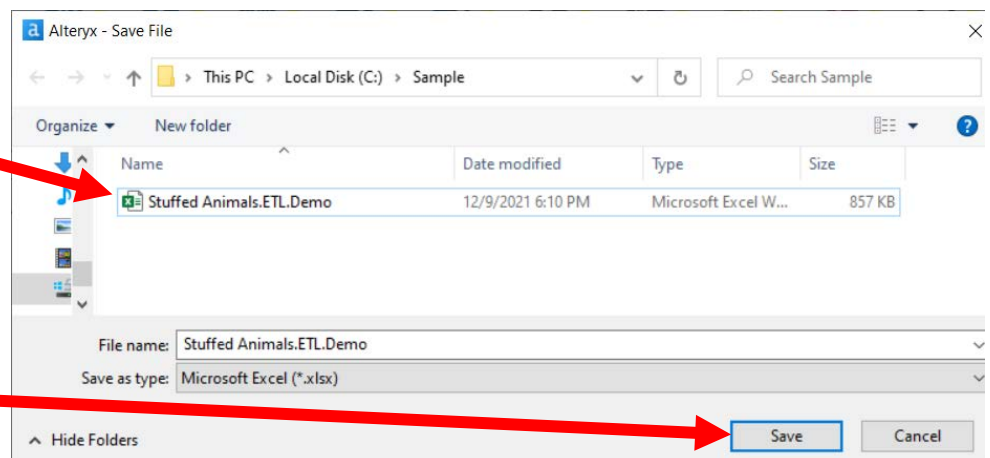 a Alteryx - Save File
> This PC > Local Disk (C:) > Sample
Search Sample
Organize New folder
?
Name Date modified Type Size
Stuffed Animals.ETL.Demo 12/9/2021 6:10 PM Microsoft Excel W... 857 KB
File name: Stuffed Animals.ETL.Demo
Save as type: Microsoft Excel (*.xlsx)
Hide Folders Save Cancel